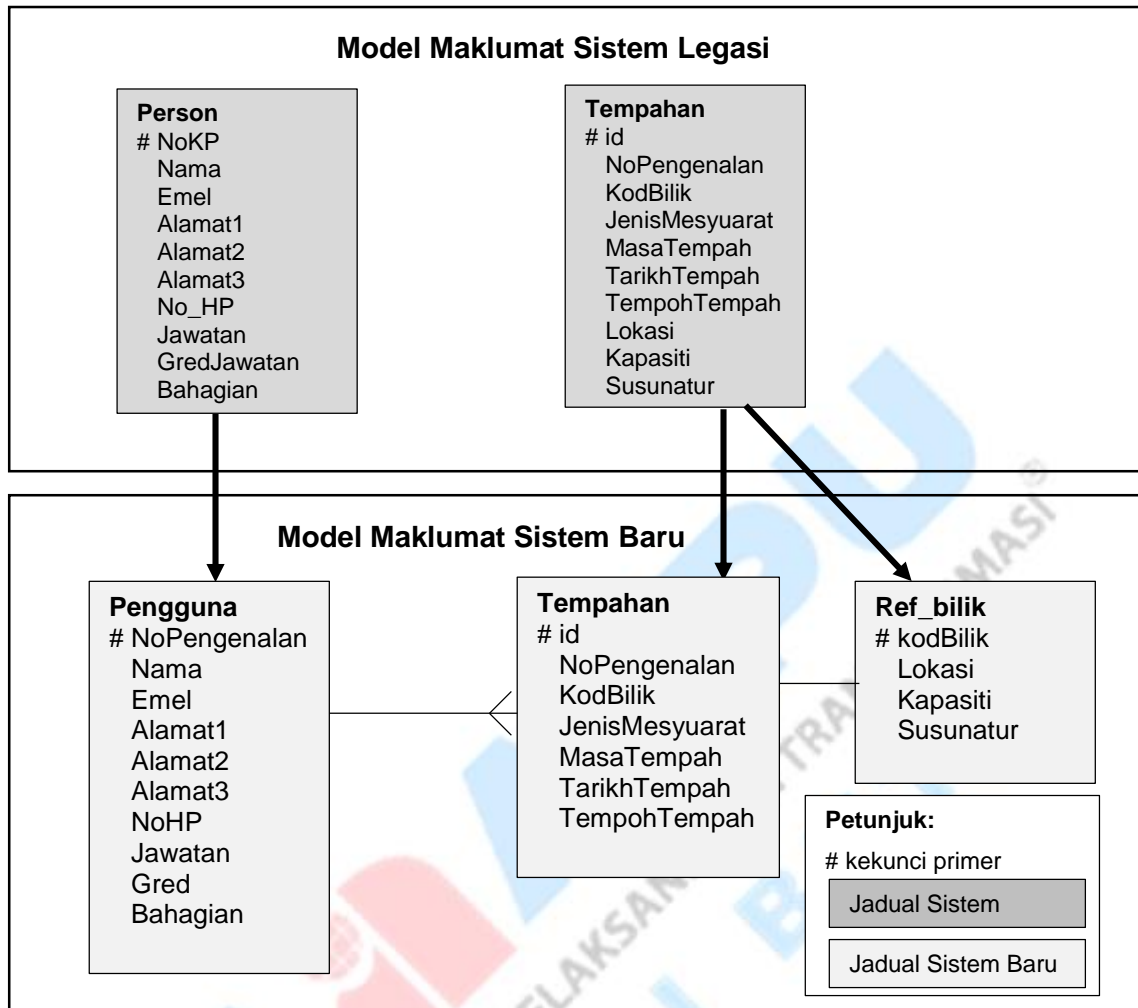 Model Maklumat Sistem Legasi
Person
# NoKP
Nama
Emel
Alamat1
Alamat2
Alamat3
No_HP
Jawatan
GredJawatan
Bahagian
Tempahan
# id
NoPengenalan
KodBilik
JenisMesyuarat
MasaTempah
TarikhTempah
TempohTempah
Lokasi
Kapasiti
Susunatur
Model Maklumat Sistem Baru
Pengguna
# NoPengenalan
Nama
Emel
Alamat1
Alamat2
Alamat3
NoHP
Jawatan
Gred
Bahagian
Tempahan
# id
NoPengenalan
KodBilik
JenisMesyuarat
MasaTempah
TarikhTempah
TempohTempah
Ref_bilik
# kodBilik
Lokasi
Kapasiti
Susunatur
Petunjuk:
# kekunci primer
Jadual Sistem
Jadual Sistem Baru